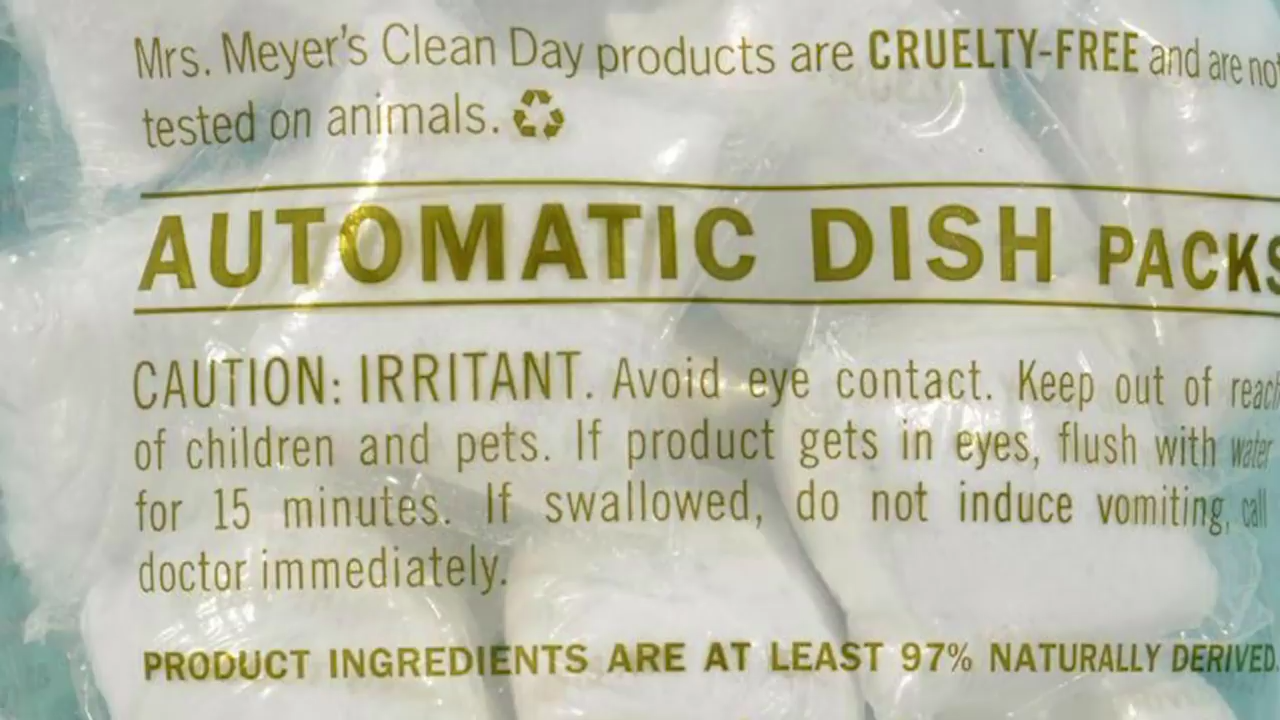 Mrs. Meyer's Clean Day products are CRUELTY-FREE and are not
tested on animals.
AUTOMATIC DISH PACKS
CAUTION: IRRITANT. Avoid eye contact. Keep out of reach
of children and pets. If product gets in eyes, flush with water
for 15 minutes. If swallowed, do not induce vomiting, call
doctor immediately.
PRODUCT INGREDIENTS ARE AT LEAST 97% NATURALLY DERIVED.